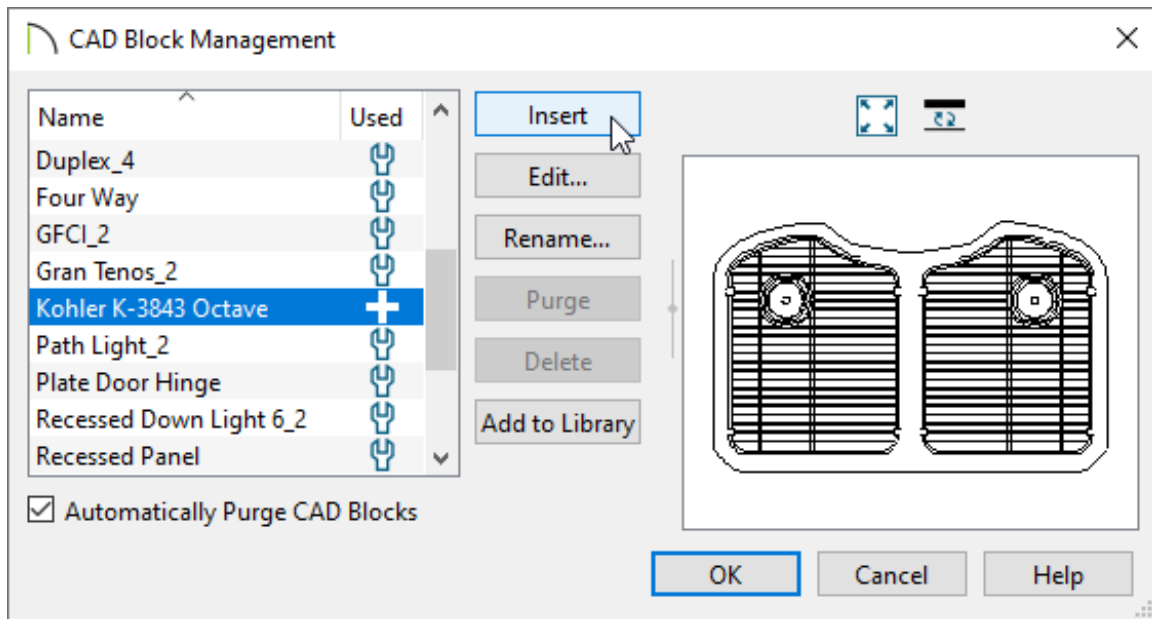 CAD Block Management
Name Used
Duplex_4
Four Way
GFCI_2
Gran Tenos_2
Kohler K-3843 Octave
Path Light_2
Plate Door Hinge
Recessed Down Light 6_2
Recessed Panel
Automatically Purge CAD Blocks
Insert
Edit...
Rename...
Purge
Delete
Add to Library
OK Cancel Help